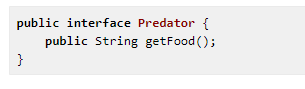 public interface Predator {
    public String getFood();
}